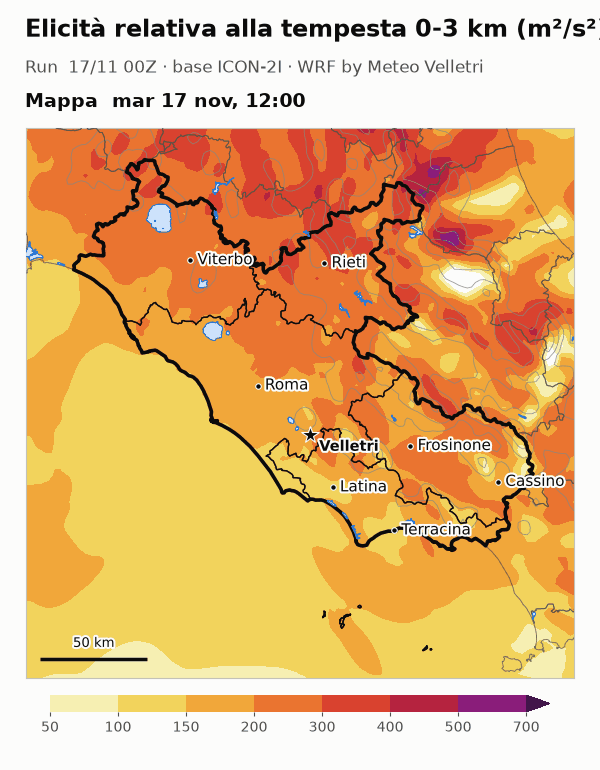 Elicità relativa alla tempesta 0-3 km (m²/s²)
Run 17/11 00Z · base ICON-2I · WRF by Meteo Velletri
Mappa mar 17 nov, 12:00
Viterbo
Rieti
Roma
Velletri
Frosinone
Latina
Cassino
Terracina
50 km
50 100 150 200 300 400 500 700